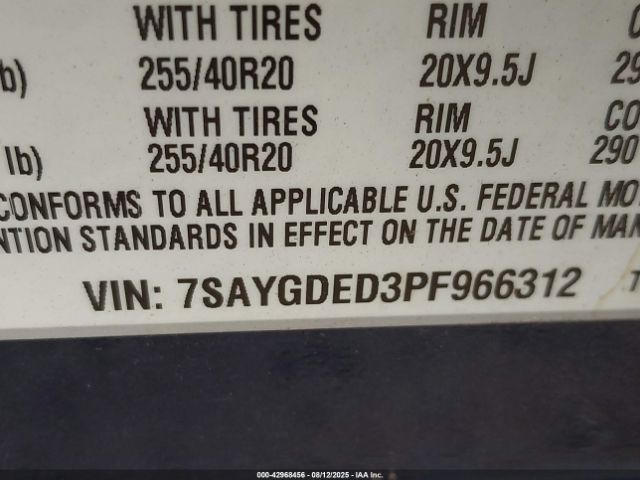 WITH TIRES RIM
b) 255/40R20 20X9.5J 29
WITH TIRES RIM CO
lb) 255/40R20 20X9.5J 290
CONFORMS TO ALL APPLICABLE U.S. FEDERAL MO
NTION STANDARDS IN EFFECT ON THE DATE OF MAN
VIN: 7SAYGDED3PF966312
000-42968456 - 08/12/2025 - IAA Inc.